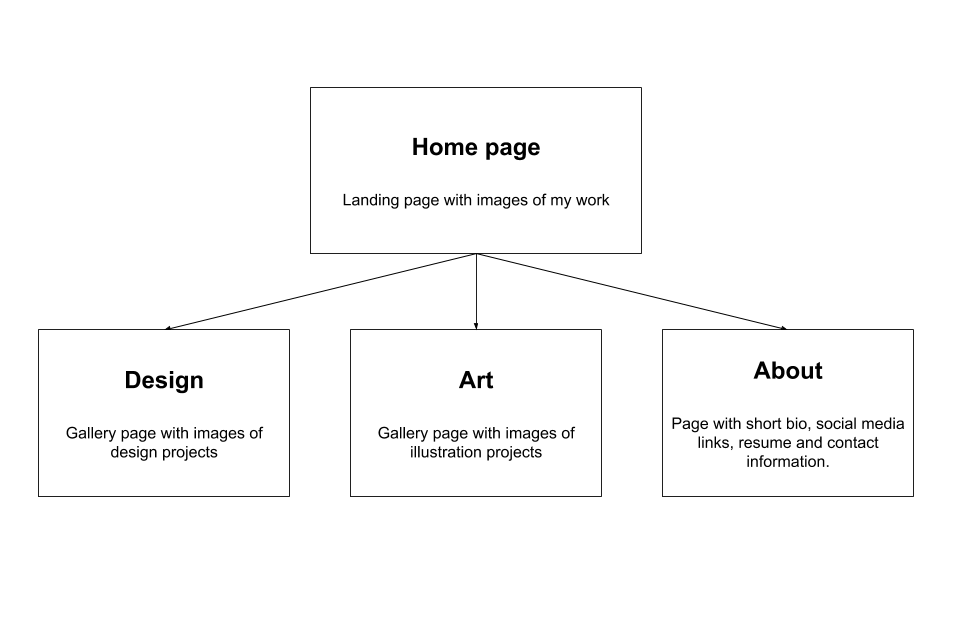 Home page
Landing page with images of my work
Design
Gallery page with images of
design projects
Art
Gallery page with images of
illustration projects
About
Page with short bio, social media
links, resume and contact
information.